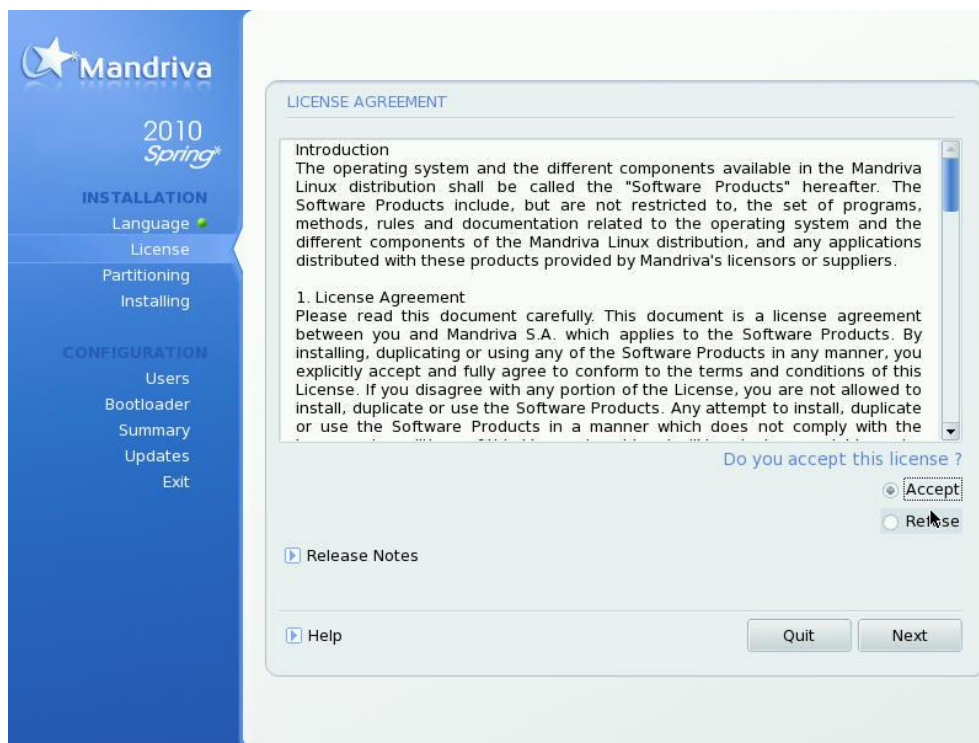 Mandriva
2010
Spring*
INSTALLATION
Language
License
Partitioning
Installing
CONFIGURATION
Users
Bootloader
Summary
Updates
Exit
LICENSE AGREEMENT
Introduction
The operating system and the different components available in the Mandriva
Linux distribution shall be called the "Software Products" hereafter. The
Software Products include, but are not restricted to, the set of programs,
methods, rules and documentation related to the operating system and the
different components of the Mandriva Linux distribution, and any applications
distributed with these products provided by Mandriva's licensors or suppliers.
1. License Agreement
Please read this document carefully. This document is a license agreement
between you and Mandriva S.A. which applies to the Software Products. By
installing, duplicating or using any of the Software Products in any manner, you
explicitly accept and fully agree to conform to the terms and conditions of this
License. If you disagree with any portion of the License, you are not allowed to
install, duplicate or use the Software Products. Any attempt to install, duplicate
or use the Software Products in a manner which does not comply with the
Do you accept this license ?
Accept
Refuse
Release Notes
Help
Quit
Next